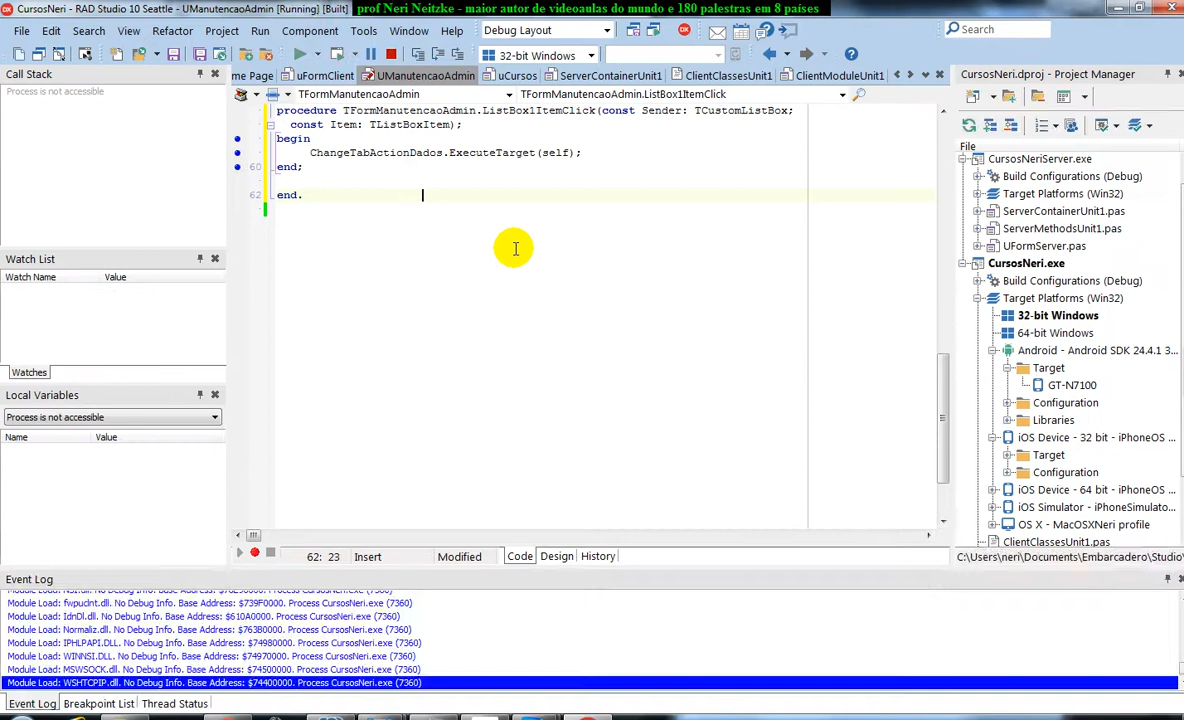 CursosNeri - RAD Studio 10 Seattle - UManutencaoAdmin [Running] [Built]
prof Neri Neitzke - maior autor de videoaulas do mundo e 180 palestras em 8 países
File Edit Search View Refactor Project Run Component Tools Window Help
Debug Layout
Search
32-bit Windows
Call Stack
me Page
uFormClient
UManutencaoAdmin
uCursos
ServerContainerUnit1
ClientClassesUnit1
ClientModuleUnit1
CursosNeri.dproj - Project Manager
Process is not accessible
TFormManutencaoAdmin
TFormManutencaoAdmin.ListBox1ItemClick
procedure TFormManutencaoAdmin.ListBox1ItemClick(const Sender: TCustomListBox;
const Item: TListBoxItem);
begin
ChangeTabActionDados.ExecuteTarget(self);
60 end;
62 end.
File
CursosNeriServer.exe
Build Configurations (Debug)
Target Platforms (Win32)
ServerContainerUnit1.pas
ServerMethodsUnit1.pas
UFormServer.pas
CursosNeri.exe
Build Configurations (Debug)
Target Platforms (Win32)
32-bit Windows
64-bit Windows
Android - Android SDK 24.4.1 3...
Target
GT-N7100
Configuration
Libraries
iOS Device - 32 bit - iPhoneOS ...
Target
Configuration
iOS Device - 64 bit - iPhoneOS ...
iOS Simulator - iPhoneSimulato...
OS X - MacOSXNeri profile
ClientClassesUnit1.pas
C:\Users\neri\Documents\Embarcadero\Studio\
Watch List
Watch Name Value
Watches
Local Variables
Process is not accessible
Name Value
62: 23 Insert Modified Code Design History
Event Log
Module Load: fwpuclnt.dll. No Debug Info. Base Address: $739F0000. Process CursosNeri.exe (7360)
Module Load: IdnDl.dll. No Debug Info. Base Address: $610A0000. Process CursosNeri.exe (7360)
Module Load: Normaliz.dll. No Debug Info. Base Address: $763B0000. Process CursosNeri.exe (7360)
Module Load: IPHLPAPI.DLL. No Debug Info. Base Address: $74980000. Process CursosNeri.exe (7360)
Module Load: WINNSI.DLL. No Debug Info. Base Address: $74970000. Process CursosNeri.exe (7360)
Module Load: MSWSOCK.dll. No Debug Info. Base Address: $74500000. Process CursosNeri.exe (7360)
Module Load: WSHTCPIP.dll. No Debug Info. Base Address: $74400000. Process CursosNeri.exe (7360)
Event Log Breakpoint List Thread Status